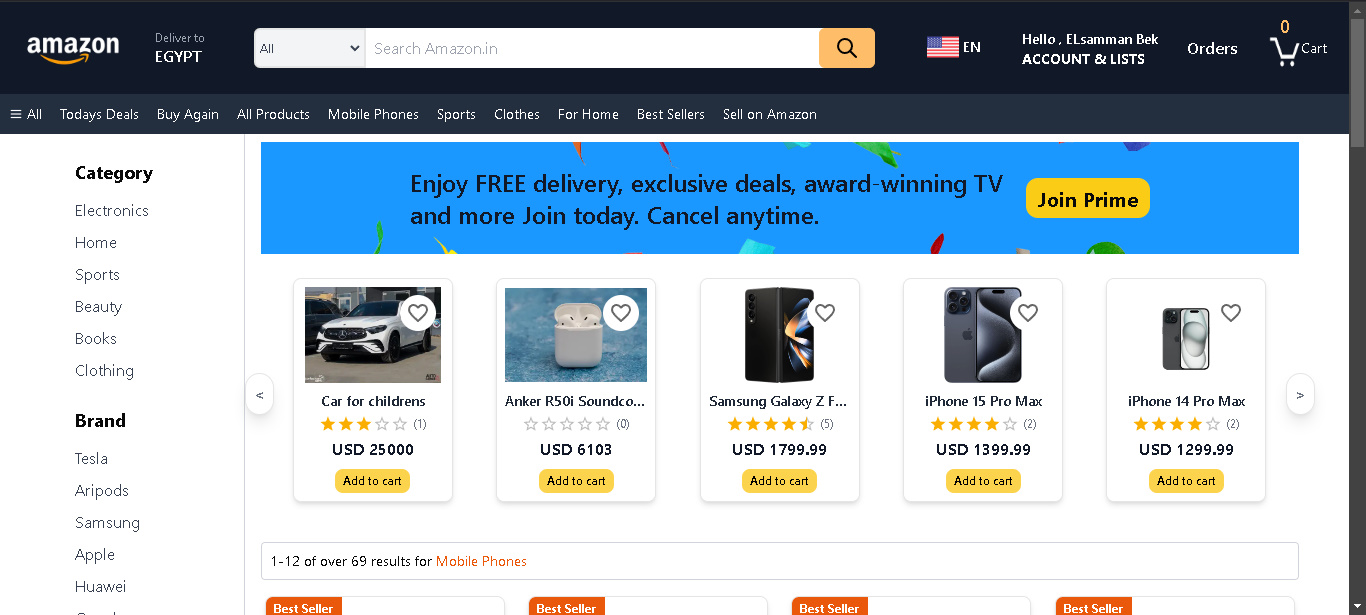 amazon
Deliver to
EGYPT
All
Search Amazon.in
EN
Hello , ELsamman Bek
ACCOUNT & LISTS
Orders
0
Cart
All
Todays Deals
Buy Again
All Products
Mobile Phones
Sports
Clothes
For Home
Best Sellers
Sell on Amazon
Category
Electronics
Home
Sports
Beauty
Books
Clothing
Brand
Tesla
Aripods
Samsung
Apple
Huawei
Enjoy FREE delivery, exclusive deals, award-winning TV
and more Join today. Cancel anytime.
Join Prime
<
Car for childrens
(1)
USD 25000
Add to cart
Anker R50i Soundco...
(0)
USD 6103
Add to cart
Samsung Galaxy Z F...
(5)
USD 1799.99
Add to cart
iPhone 15 Pro Max
(2)
USD 1399.99
Add to cart
iPhone 14 Pro Max
(2)
USD 1299.99
Add to cart
>
1-12 of over 69 results for Mobile Phones
Best Seller
Best Seller
Best Seller
Best Seller